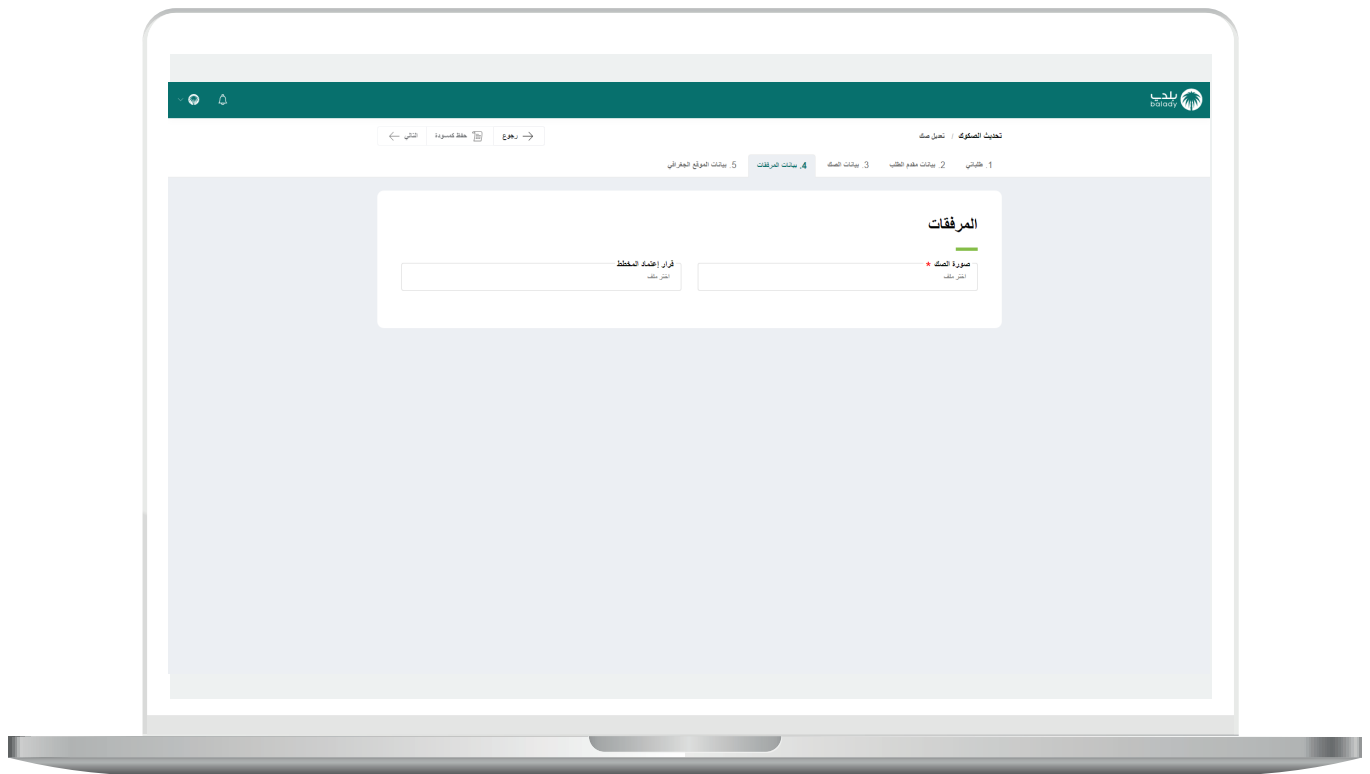 بلدي
balady
تحديث الصكوك / تعديل صك
رجوع
حفظ كمسودة
التالي
1. طلباتي
2. بيانات مقدم الطلب
3. بيانات الصك
4. بيانات المرفقات
5. بيانات الموقع الجغرافي
المرفقات
صورة الصك *
اختر ملف
قرار إعتماد المخطط
اختر ملف